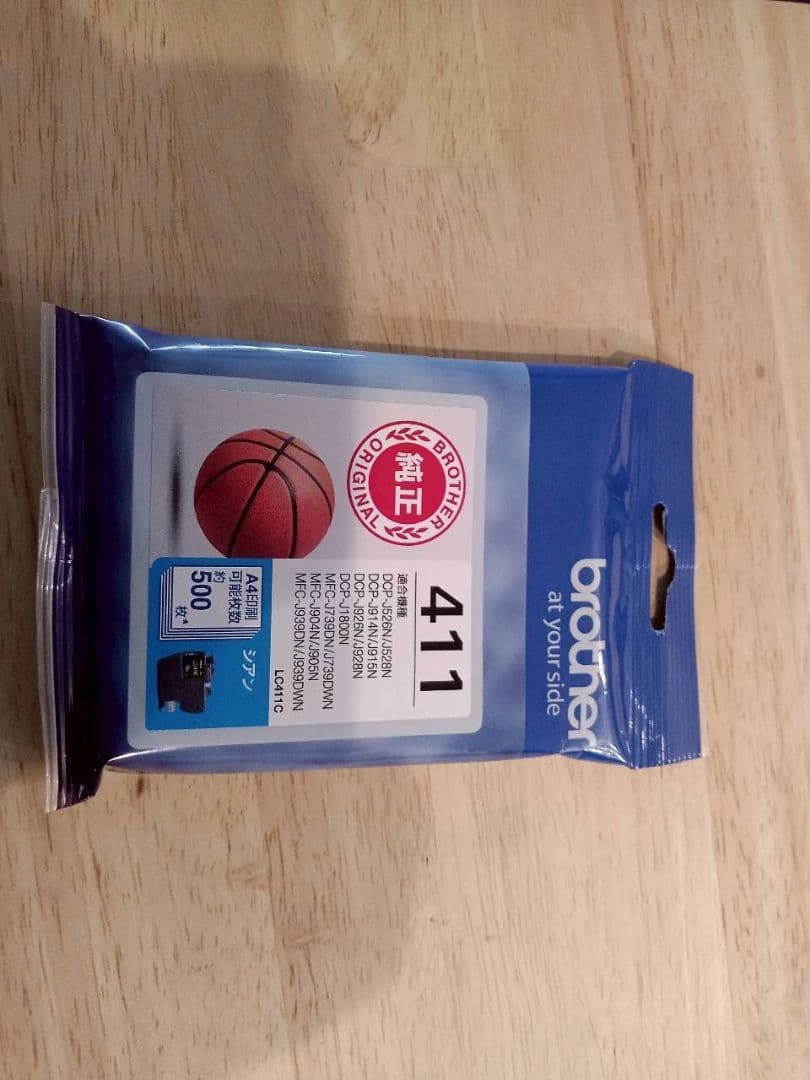 brother
at your side
BROTHER
純正
ORIGINAL
411
適合機種
DCP-J526N/J528N
DCP-J914N/J915N
DCP-J926N/J928N
DCP-J1800N
MFC-J739DN/J739DWN
MFC-J904N/J905N
MFC-J939DN/J939DWN
LC411C
A4印刷
可能枚数
約
500
枚*
シアン